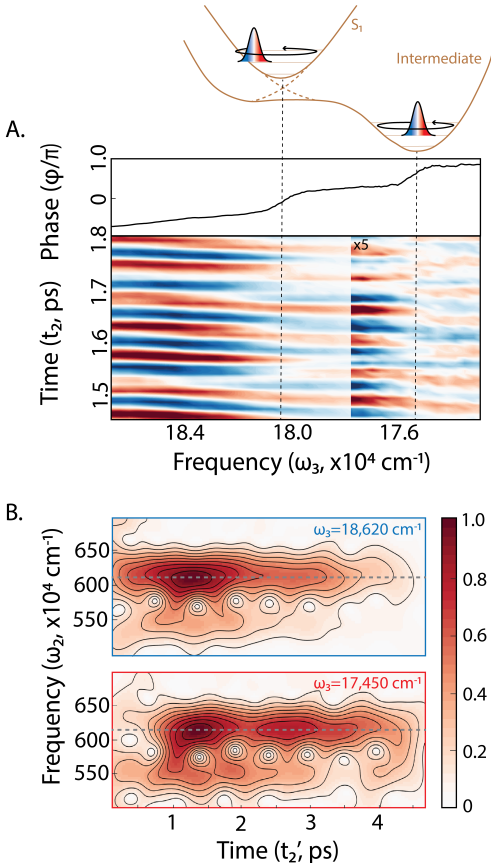 S₁
Intermediate
A.
Phase (φ/π)
1.0
0
1.8
x5
Time (t₂, ps)
1.7
1.6
1.5
18.4
18.0
17.6
Frequency (ω₃, x10⁴ cm⁻¹)
B.
Frequency (ω₂, x10⁴ cm⁻¹)
ω₃=18,620 cm⁻¹
650
600
550
ω₃=17,450 cm⁻¹
650
600
550
1.0
0.8
0.6
0.4
0.2
0
1
2
3
4
Time (t₂′, ps)